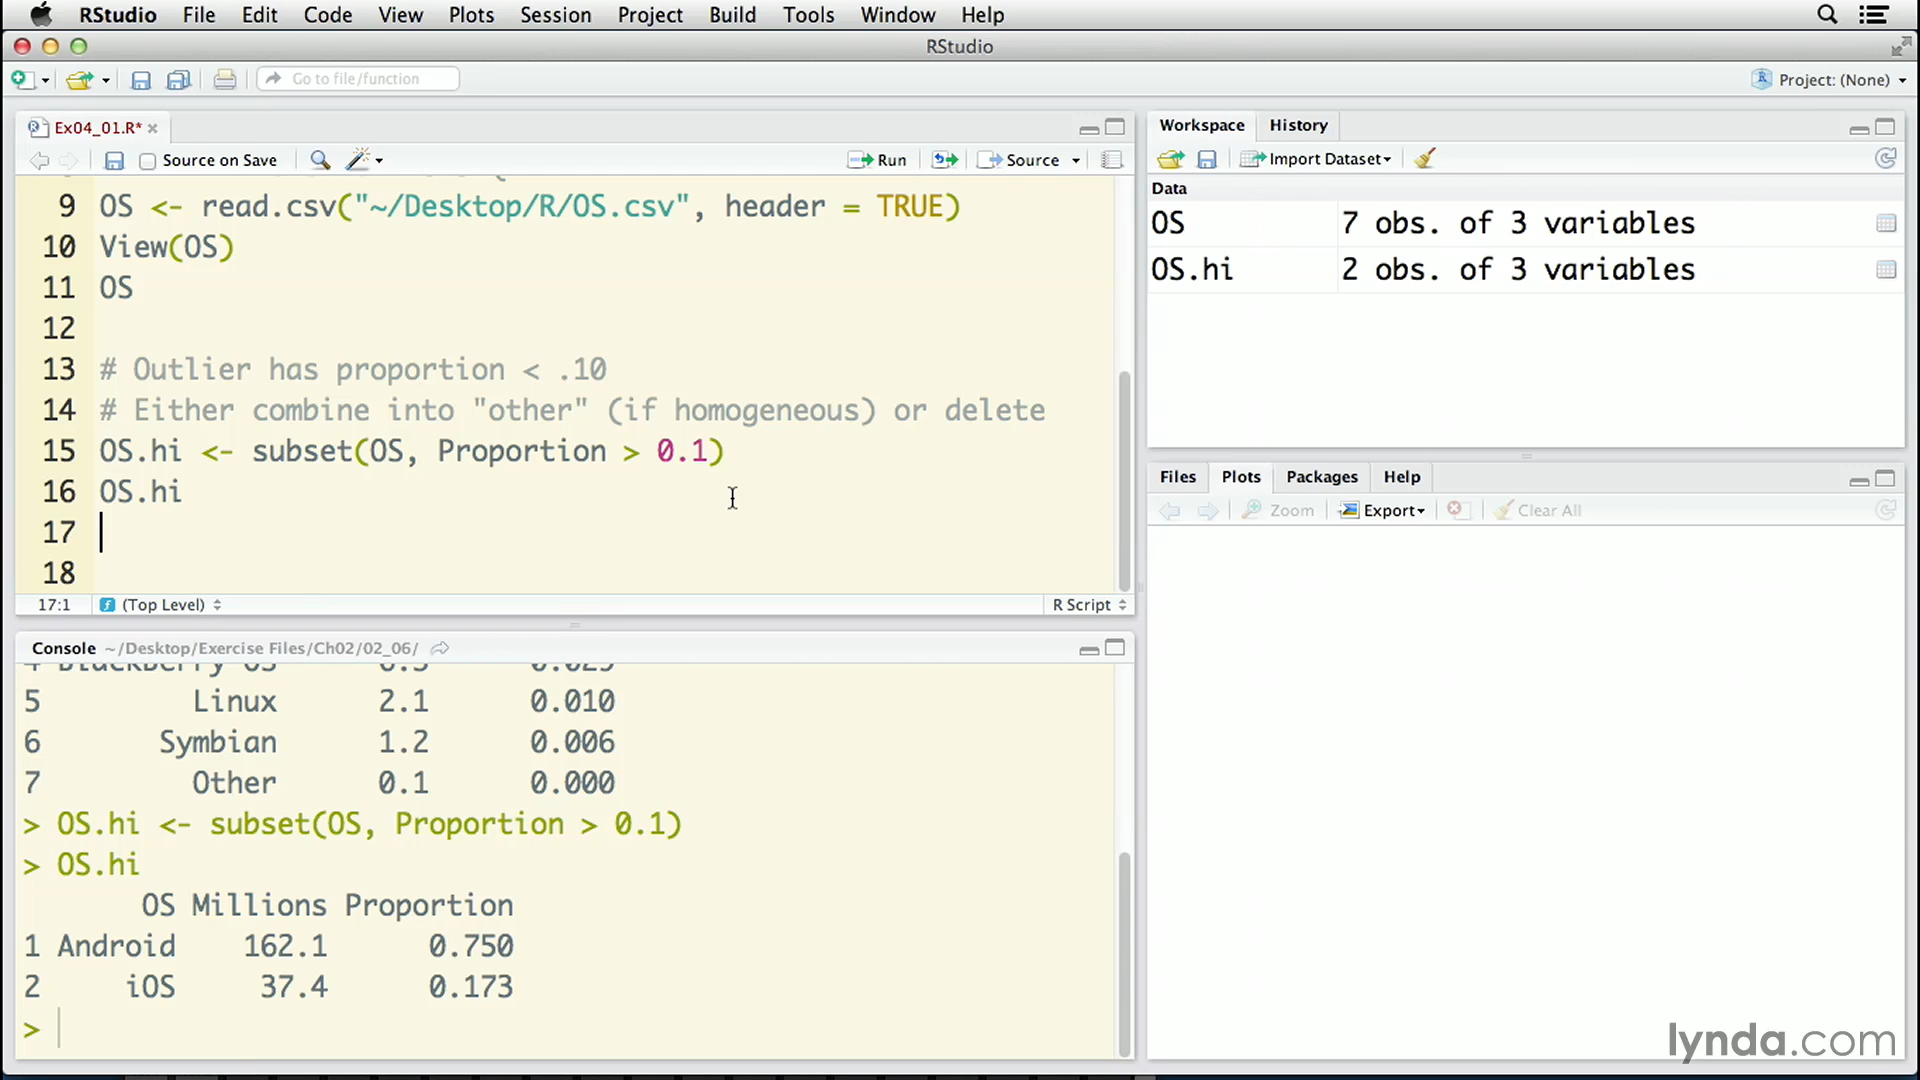 RStudio File Edit Code View Plots Session Project Build Tools Window Help
RStudio
Go to file/function
Project: (None)
Ex04_01.R*
Source on Save
Run
Source
9 OS <- read.csv("~/Desktop/R/OS.csv", header = TRUE)
10 View(OS)
11 OS
12
13 # Outlier has proportion < .10
14 # Either combine into "other" (if homogeneous) or delete
15 OS.hi <- subset(OS, Proportion > 0.1)
16 OS.hi
17
18
17:1 (Top Level) R Script
Console ~/Desktop/Exercise Files/Ch02/02_06/
5 Linux 2.1 0.010
6 Symbian 1.2 0.006
7 Other 0.1 0.000
> OS.hi <- subset(OS, Proportion > 0.1)
> OS.hi
OS Millions Proportion
1 Android 162.1 0.750
2 iOS 37.4 0.173
>
Workspace History
Import Dataset
Data
OS 7 obs. of 3 variables
OS.hi 2 obs. of 3 variables
Files Plots Packages Help
Zoom Export Clear All
lynda.com